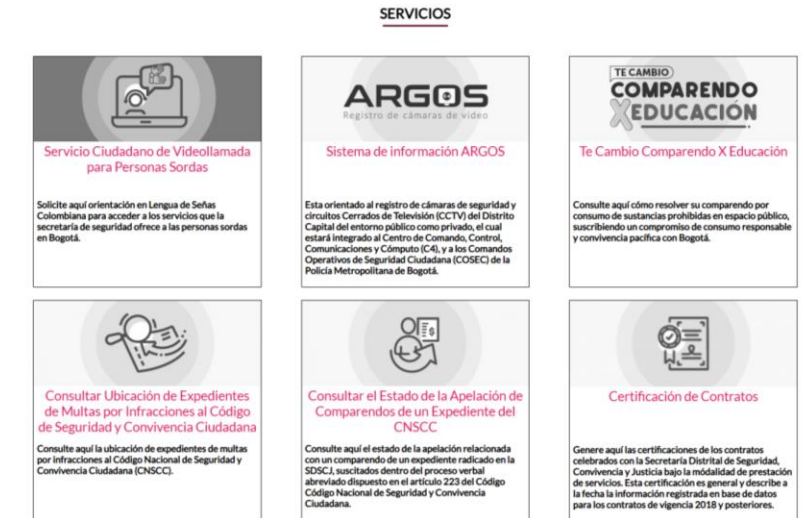 SERVICIOS
Servicio Ciudadano de Videollamada
para Personas Sordas
Solicite aquí orientación en Lengua de Señas
Colombiana para acceder a los servicios que la
secretaría de seguridad ofrece a las personas sordas
en Bogotá.
ARGOS
Registro de cámaras de video
Sistema de información ARGOS
Esta orientado al registro de cámaras de seguridad y
circuitos Cerrados de Televisión (CCTV) del Distrito
Capital del entorno público como privado, el cual
estará integrado al Centro de Comando, Control,
Comunicaciones y Cómputo (C4), y a los Comandos
Operativos de Seguridad Ciudadana (COSEC) de la
Policía Metropolitana de Bogotá.
TE CAMBIO
COMPARENDO
XEDUCACIÓN
Te Cambio Comparendo X Educación
Consulte aquí cómo resolver su comparendo por
consumo de sustancias prohibidas en espacio público,
suscribiendo un compromiso de consumo responsable
y convivencia pacífica con Bogotá.
Consultar Ubicación de Expedientes
de Multas por Infracciones al Código
de Seguridad y Convivencia Ciudadana
Consulte aquí la ubicación de expedientes de multas
por infracciones al Código Nacional de Seguridad y
Convivencia Ciudadana (CNSCC).
Consultar el Estado de la Apelación de
Comparendos de un Expediente del
CNSCC
Consulte aquí el estado de la apelación relacionada
con un comparendo de un expediente radicado en la
SDSCJ, suscitados dentro del proceso verbal
abreviado dispuesto en el artículo 223 del Código
Código Nacional de Seguridad y Convivencia
Ciudadana.
Certificación de Contratos
Genere aquí las certificaciones de los contratos
celebrados con la Secretaría Distrital de Seguridad,
Convivencia y Justicia bajo la módalidad de prestación
de servicios. Esta certificación es general y describe a
la fecha la información registrada en base de datos
para los contratos de vigencia 2018 y posteriores.